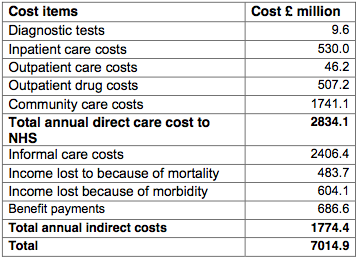 Cost items Cost £ million
Diagnostic tests 9.6
Inpatient care costs 530.0
Outpatient care costs 46.2
Outpatient drug costs 507.2
Community care costs 1741.1
Total annual direct care cost to 2834.1
NHS
Informal care costs 2406.4
Income lost to because of mortality 483.7
Income lost because of morbidity 604.1
Benefit payments 686.6
Total annual indirect costs 1774.4
Total 7014.9